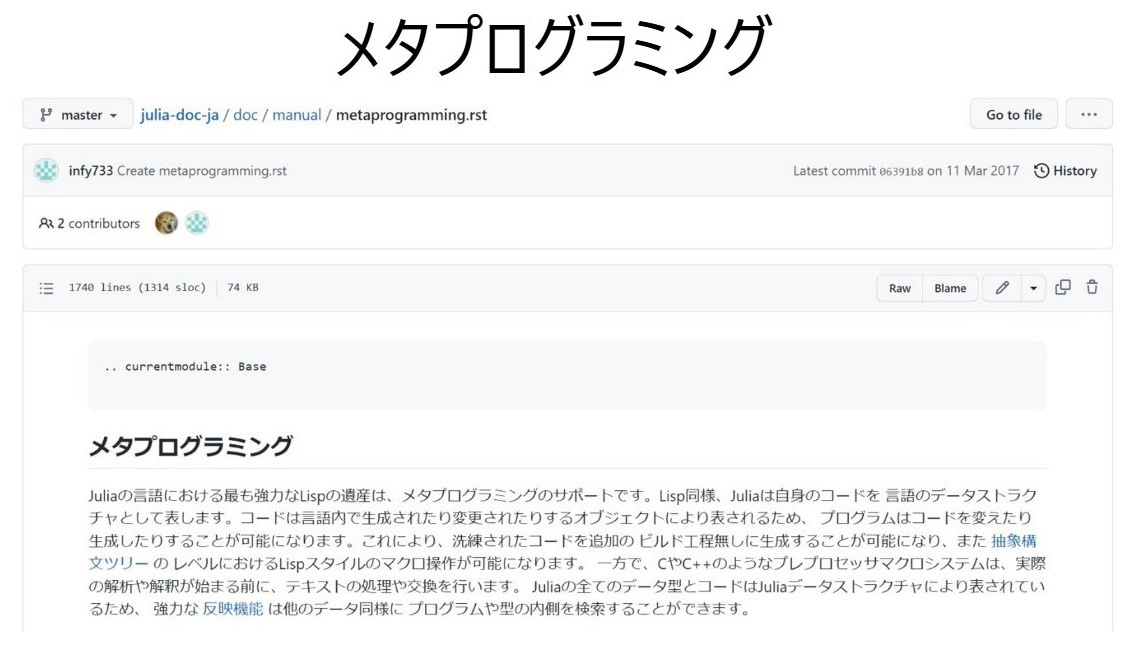 メタプログラミング
master julia-doc-ja / doc / manual / metaprogramming.rst Go to file ...
infy733 Create metaprogramming.rst Latest commit 06391b8 on 11 Mar 2017 History
2 contributors
1740 lines (1314 sloc) 74 KB Raw Blame
.. currentmodule:: Base
メタプログラミング
Juliaの言語における最も強力なLispの遺産は、メタプログラミングのサポートです。Lisp同様、Juliaは自身のコードを 言語のデータストラク
チャとして表します。コードは言語内で生成されたり変更されたりするオブジェクトにより表されるため、 プログラムはコードを変えたり
生成したりすることが可能になります。これにより、洗練されたコードを追加の ビルド工程無しに生成することが可能になり、また 抽象構
文ツリー の レベルにおけるLispスタイルのマクロ操作が可能になります。 一方で、CやC++のようなプレプロセッサマクロシステムは、実際
の解析や解釈が始まる前に、テキストの処理や交換を行います。 Juliaの全てのデータ型とコードはJuliaデータストラクチャにより表されてい
るため、 強力な 反映機能 は他のデータ同様に プログラムや型の内側を検索することができます。